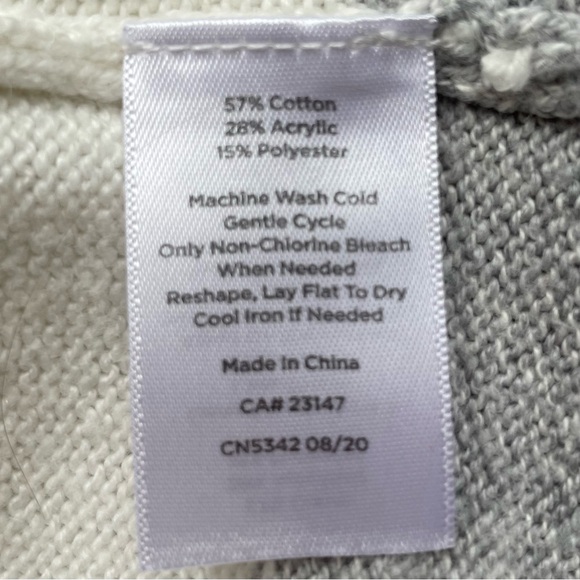 57% Cotton
28% Acrylic
15% Polyester
Machine Wash Cold
Gentle Cycle
Only Non-Chlorine Bleach
When Needed
Reshape, Lay Flat To Dry
Cool Iron If Needed
Made In China
CA# 23147
CN5342 08/20